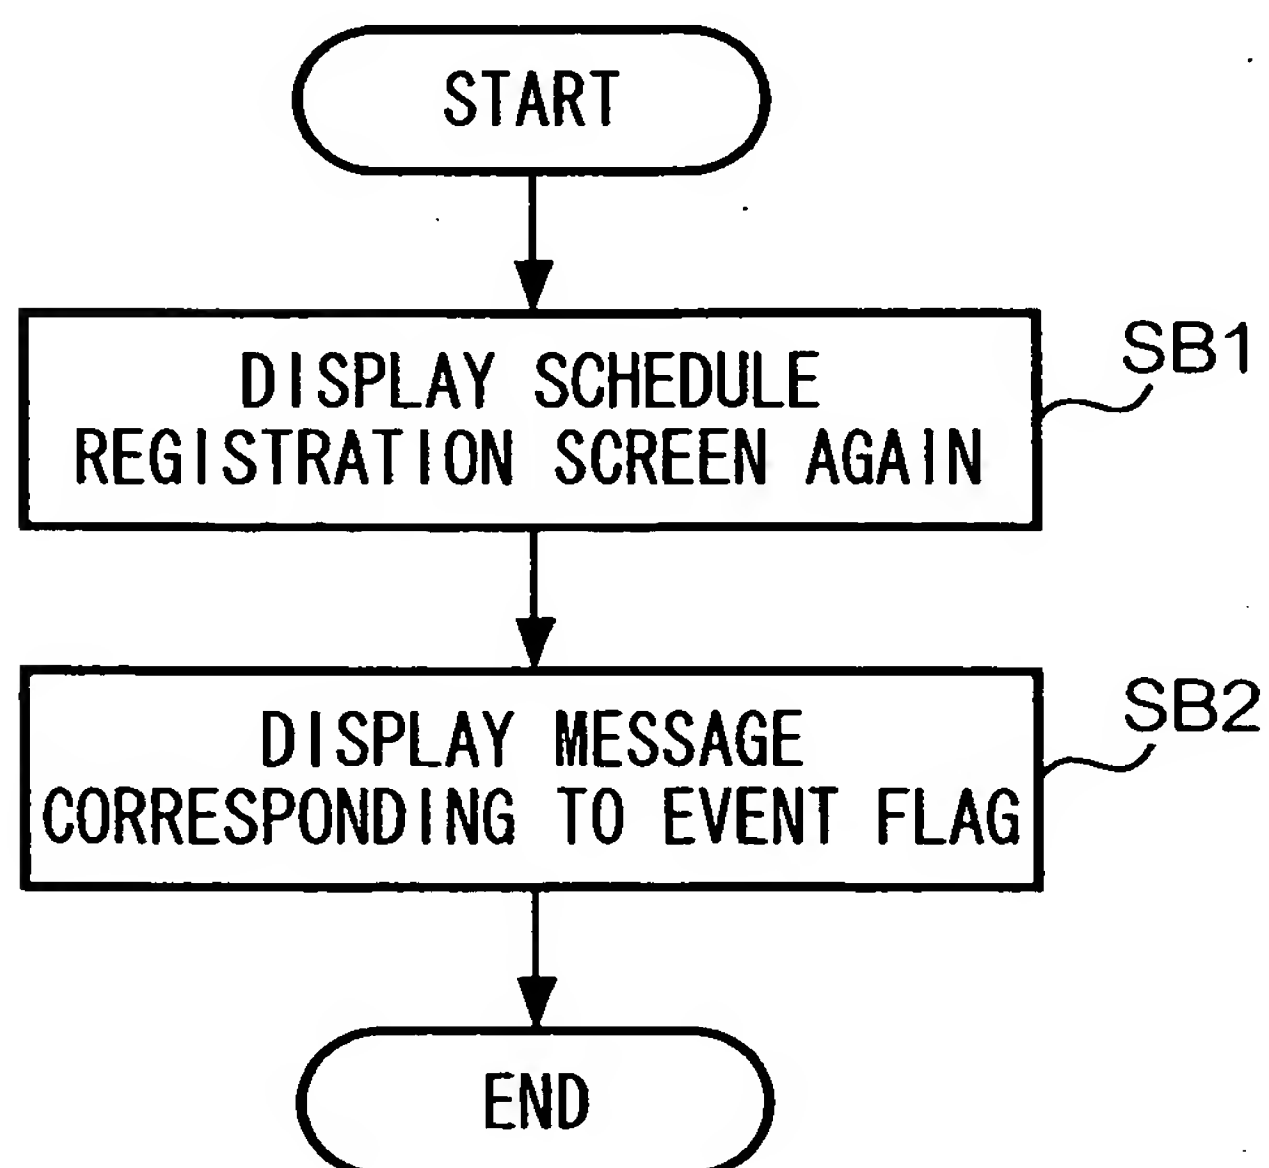 START
DISPLAY SCHEDULE
REGISTRATION SCREEN AGAIN
SB1
DISPLAY MESSAGE
CORRESPONDING TO EVENT FLAG
SB2
END